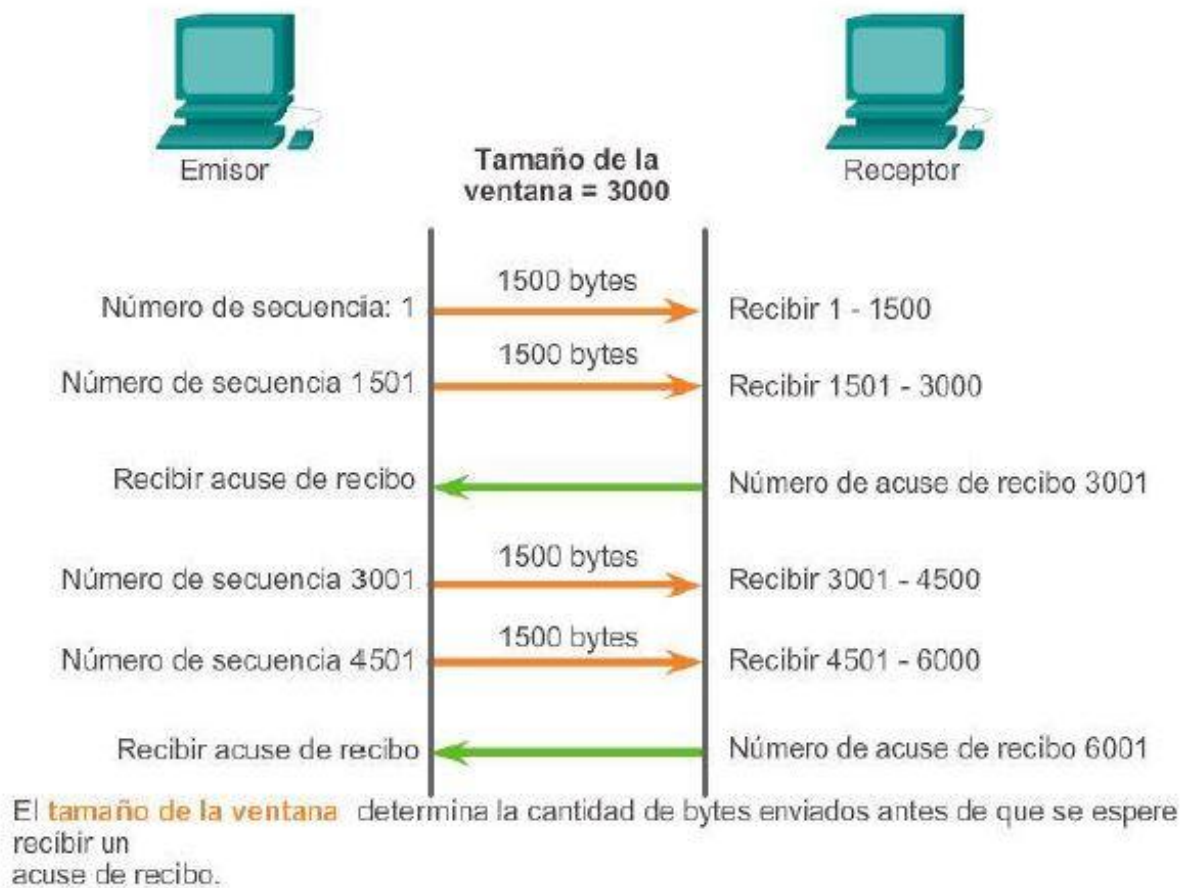 Emisor
Tamaño de la
ventana = 3000
Receptor
1500 bytes
Número de secuencia: 1
Recibir 1 - 1500
1500 bytes
Número de secuencia 1501
Recibir 1501 - 3000
Recibir acuse de recibo
Número de acuse de recibo 3001
1500 bytes
Número de secuencia 3001
Recibir 3001 - 4500
1500 bytes
Número de secuencia 4501
Recibir 4501 - 6000
Recibir acuse de recibo
Número de acuse de recibo 6001
El tamaño de la ventana determina la cantidad de bytes enviados antes de que se espere
recibir un
acuse de recibo.